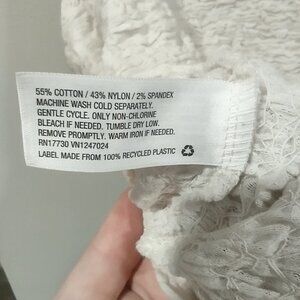 55% COTTON / 43% NYLON / 2% SPANDEX
MACHINE WASH COLD SEPARATELY.
GENTLE CYCLE. ONLY NON-CHLORINE
BLEACH IF NEEDED. TUMBLE DRY LOW.
REMOVE PROMPTLY. WARM IRON IF NEEDED.
RN17730 VN1247024
LABEL MADE FROM 100% RECYCLED PLASTIC